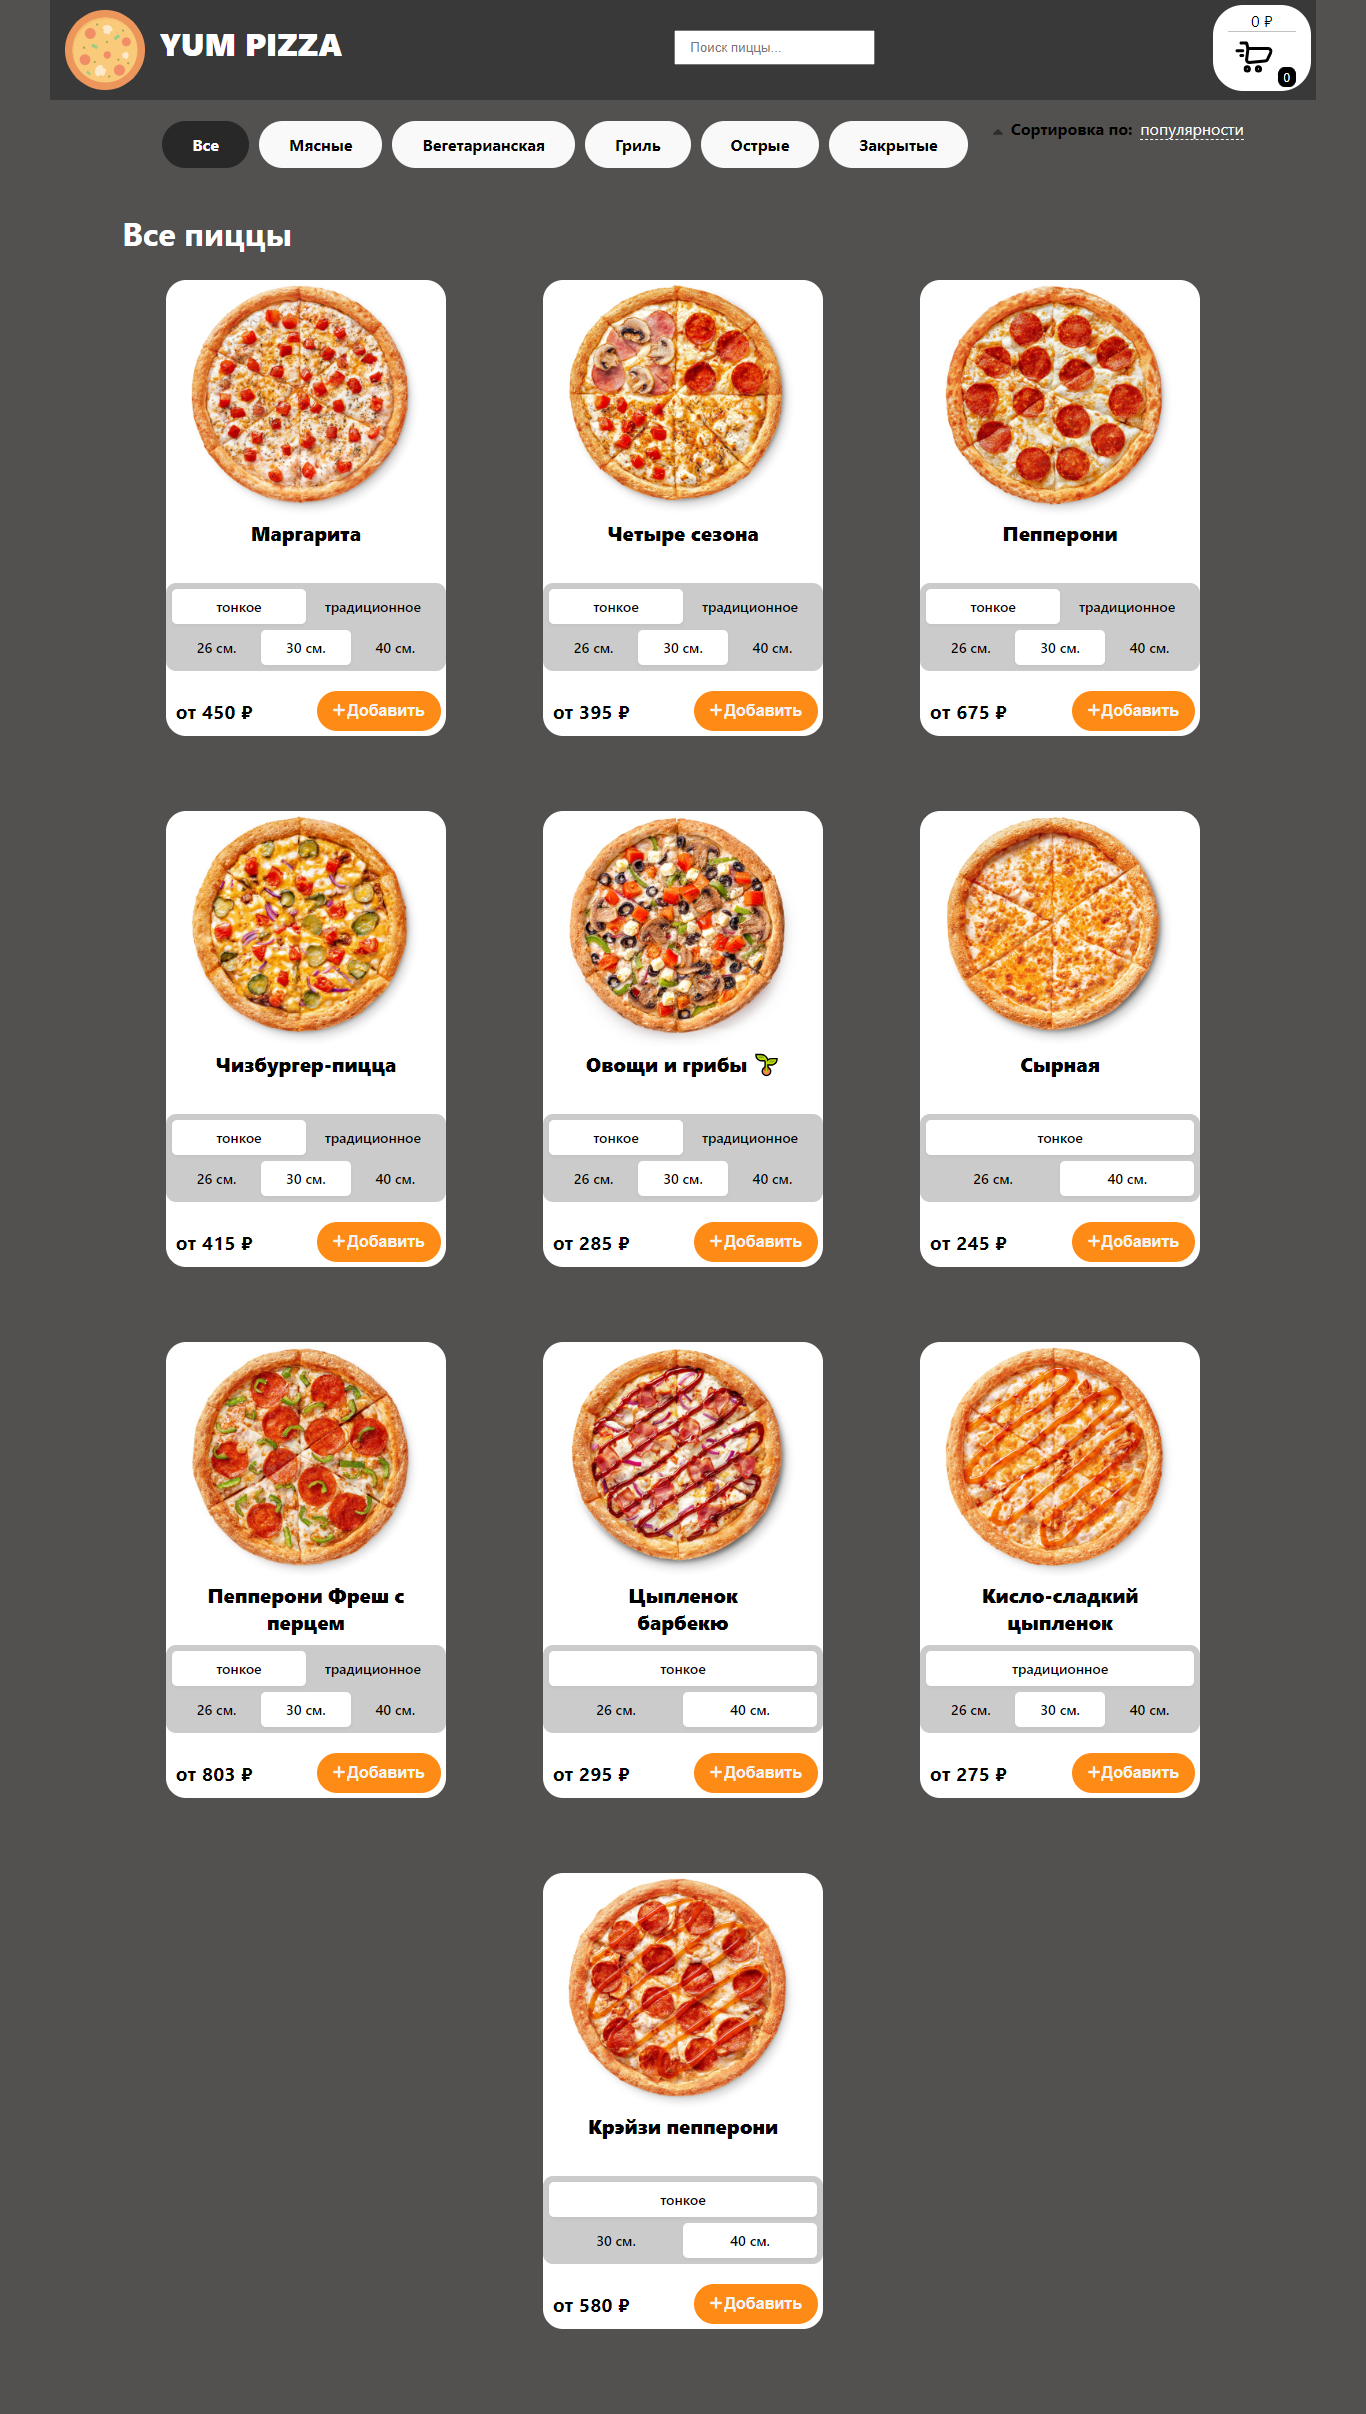 YUM PIZZA
Поиск пиццы...
0 ₽
0
Все
Мясные
Вегетарианская
Гриль
Острые
Закрытые
Сортировка по: популярности
Все пиццы
Маргарита
тонкое
традиционное
26 см.
30 см.
40 см.
от 450 ₽
+Добавить
Четыре сезона
тонкое
традиционное
26 см.
30 см.
40 см.
от 395 ₽
+Добавить
Пепперони
тонкое
традиционное
26 см.
30 см.
40 см.
от 675 ₽
+Добавить
Чизбургер-пицца
тонкое
традиционное
26 см.
30 см.
40 см.
от 415 ₽
+Добавить
Овощи и грибы 🌱
тонкое
традиционное
26 см.
30 см.
40 см.
от 285 ₽
+Добавить
Сырная
тонкое
26 см.
40 см.
от 245 ₽
+Добавить
Пепперони Фреш с
перцем
тонкое
традиционное
26 см.
30 см.
40 см.
от 803 ₽
+Добавить
Цыпленок
барбекю
тонкое
26 см.
40 см.
от 295 ₽
+Добавить
Кисло-сладкий
цыпленок
традиционное
26 см.
30 см.
40 см.
от 275 ₽
+Добавить
Крэйзи пепперони
тонкое
30 см.
40 см.
от 580 ₽
+Добавить